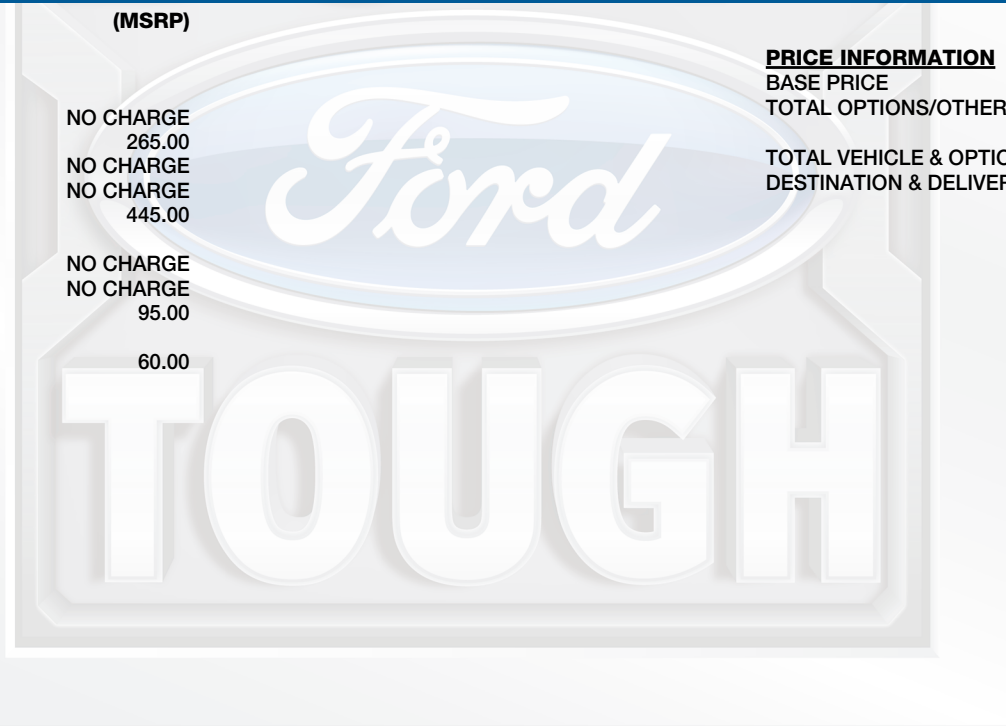 (MSRP)
NO CHARGE
265.00
NO CHARGE
NO CHARGE
445.00
NO CHARGE
NO CHARGE
95.00
60.00
PRICE INFORMATION
BASE PRICE
TOTAL OPTIONS/OTHER
TOTAL VEHICLE & OPTIO
DESTINATION & DELIVER
Ford
TOUGH